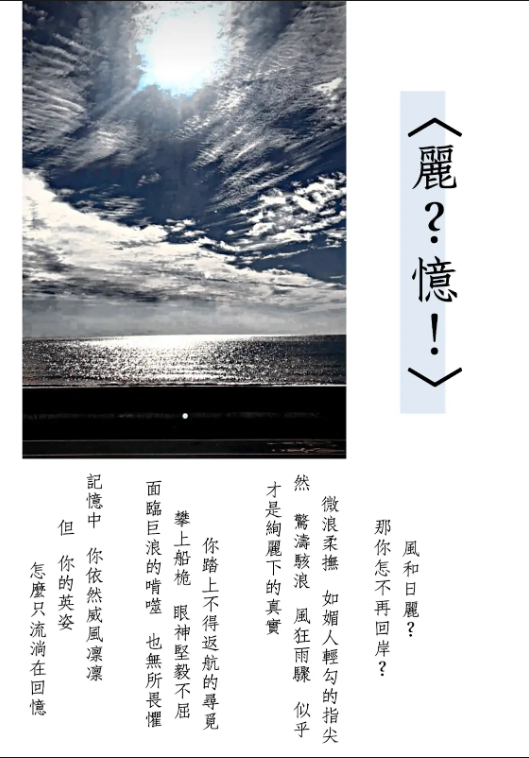 〈麗？憶！〉
風和日麗？
那你怎不再回岸？
微浪柔撫　如媚人輕勾的指尖
然　驚濤駭浪　風狂雨驟　似乎
才是絢麗下的真實
你踏上不得返航的尋覓
攀上船桅　眼神堅毅不屈
面臨巨浪的啃噬　也無所畏懼
記憶中　你依然威風凛凛
但　你的英姿
怎麼只流淌在回憶